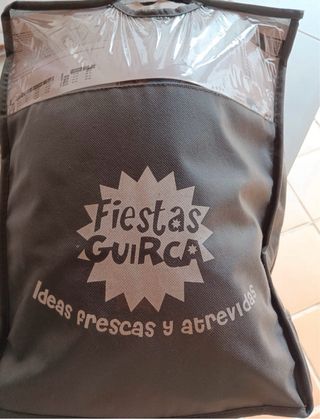 Fiestas
GUiRCA
Ideas frescas y atrevidas